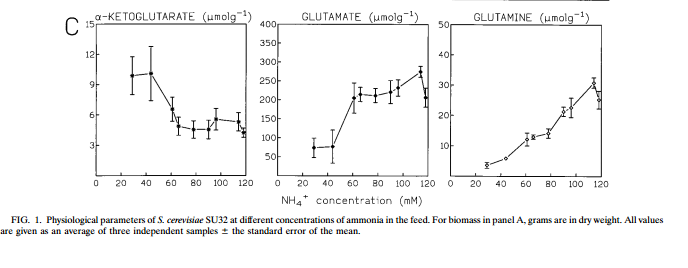 C
α-KETOGLUTARATE (μmolg⁻¹)
15
12
9
6
3
0 20 40 60 80 100 120
GLUTAMATE (μmolg⁻¹)
400
350
300
250
200
150
100
50
0 20 40 60 80 100 120
GLUTAMINE (μmolg⁻¹)
50
40
30
20
10
0 20 40 60 80 100 120
NH₄⁺ concentration (mM)
FIG. 1. Physiological parameters of S. cerevisiae SU32 at different concentrations of ammonia in the feed. For biomass in panel A, grams are in dry weight. All values
are given as an average of three independent samples ± the standard error of the mean.